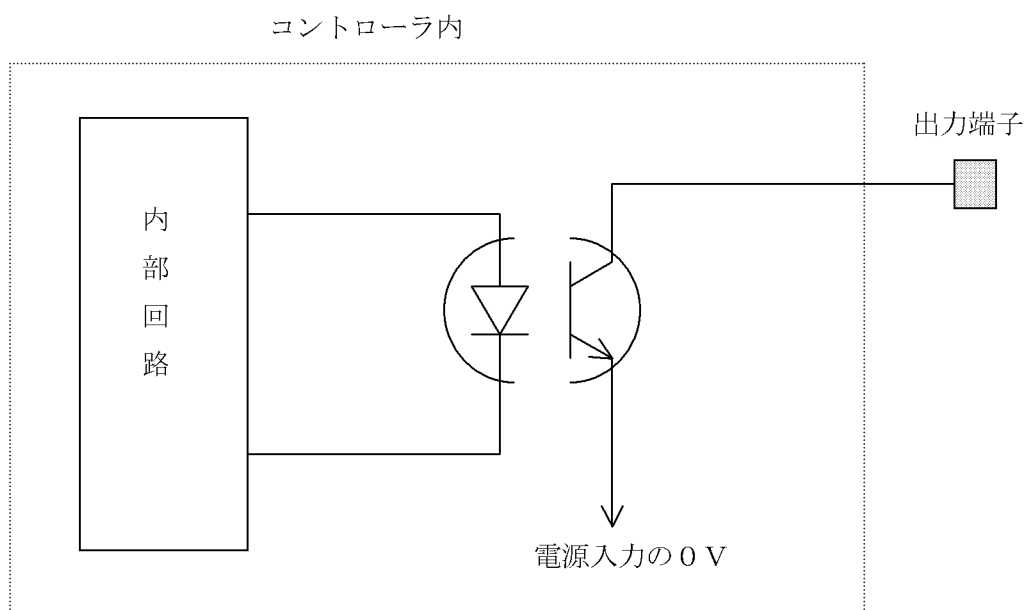 コントローラ内
出力端子
内
部
回
路
電源入力の０Ｖ